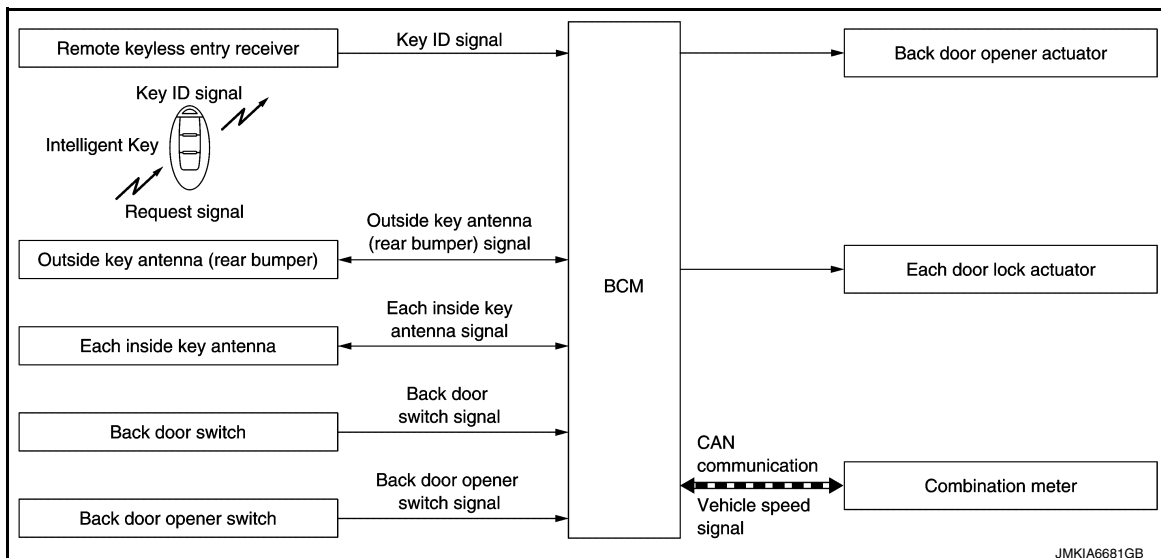 Remote keyless entry receiver
Key ID signal
Back door opener actuator
Key ID signal
Intelligent Key
Request signal
Outside key antenna
(rear bumper) signal
Outside key antenna (rear bumper)
BCM
Each door lock actuator
Each inside key
antenna signal
Each inside key antenna
Back door
switch signal
Back door switch
CAN
communication
Vehicle speed
signal
Combination meter
Back door opener
switch signal
Back door opener switch
JMKIA6681GB